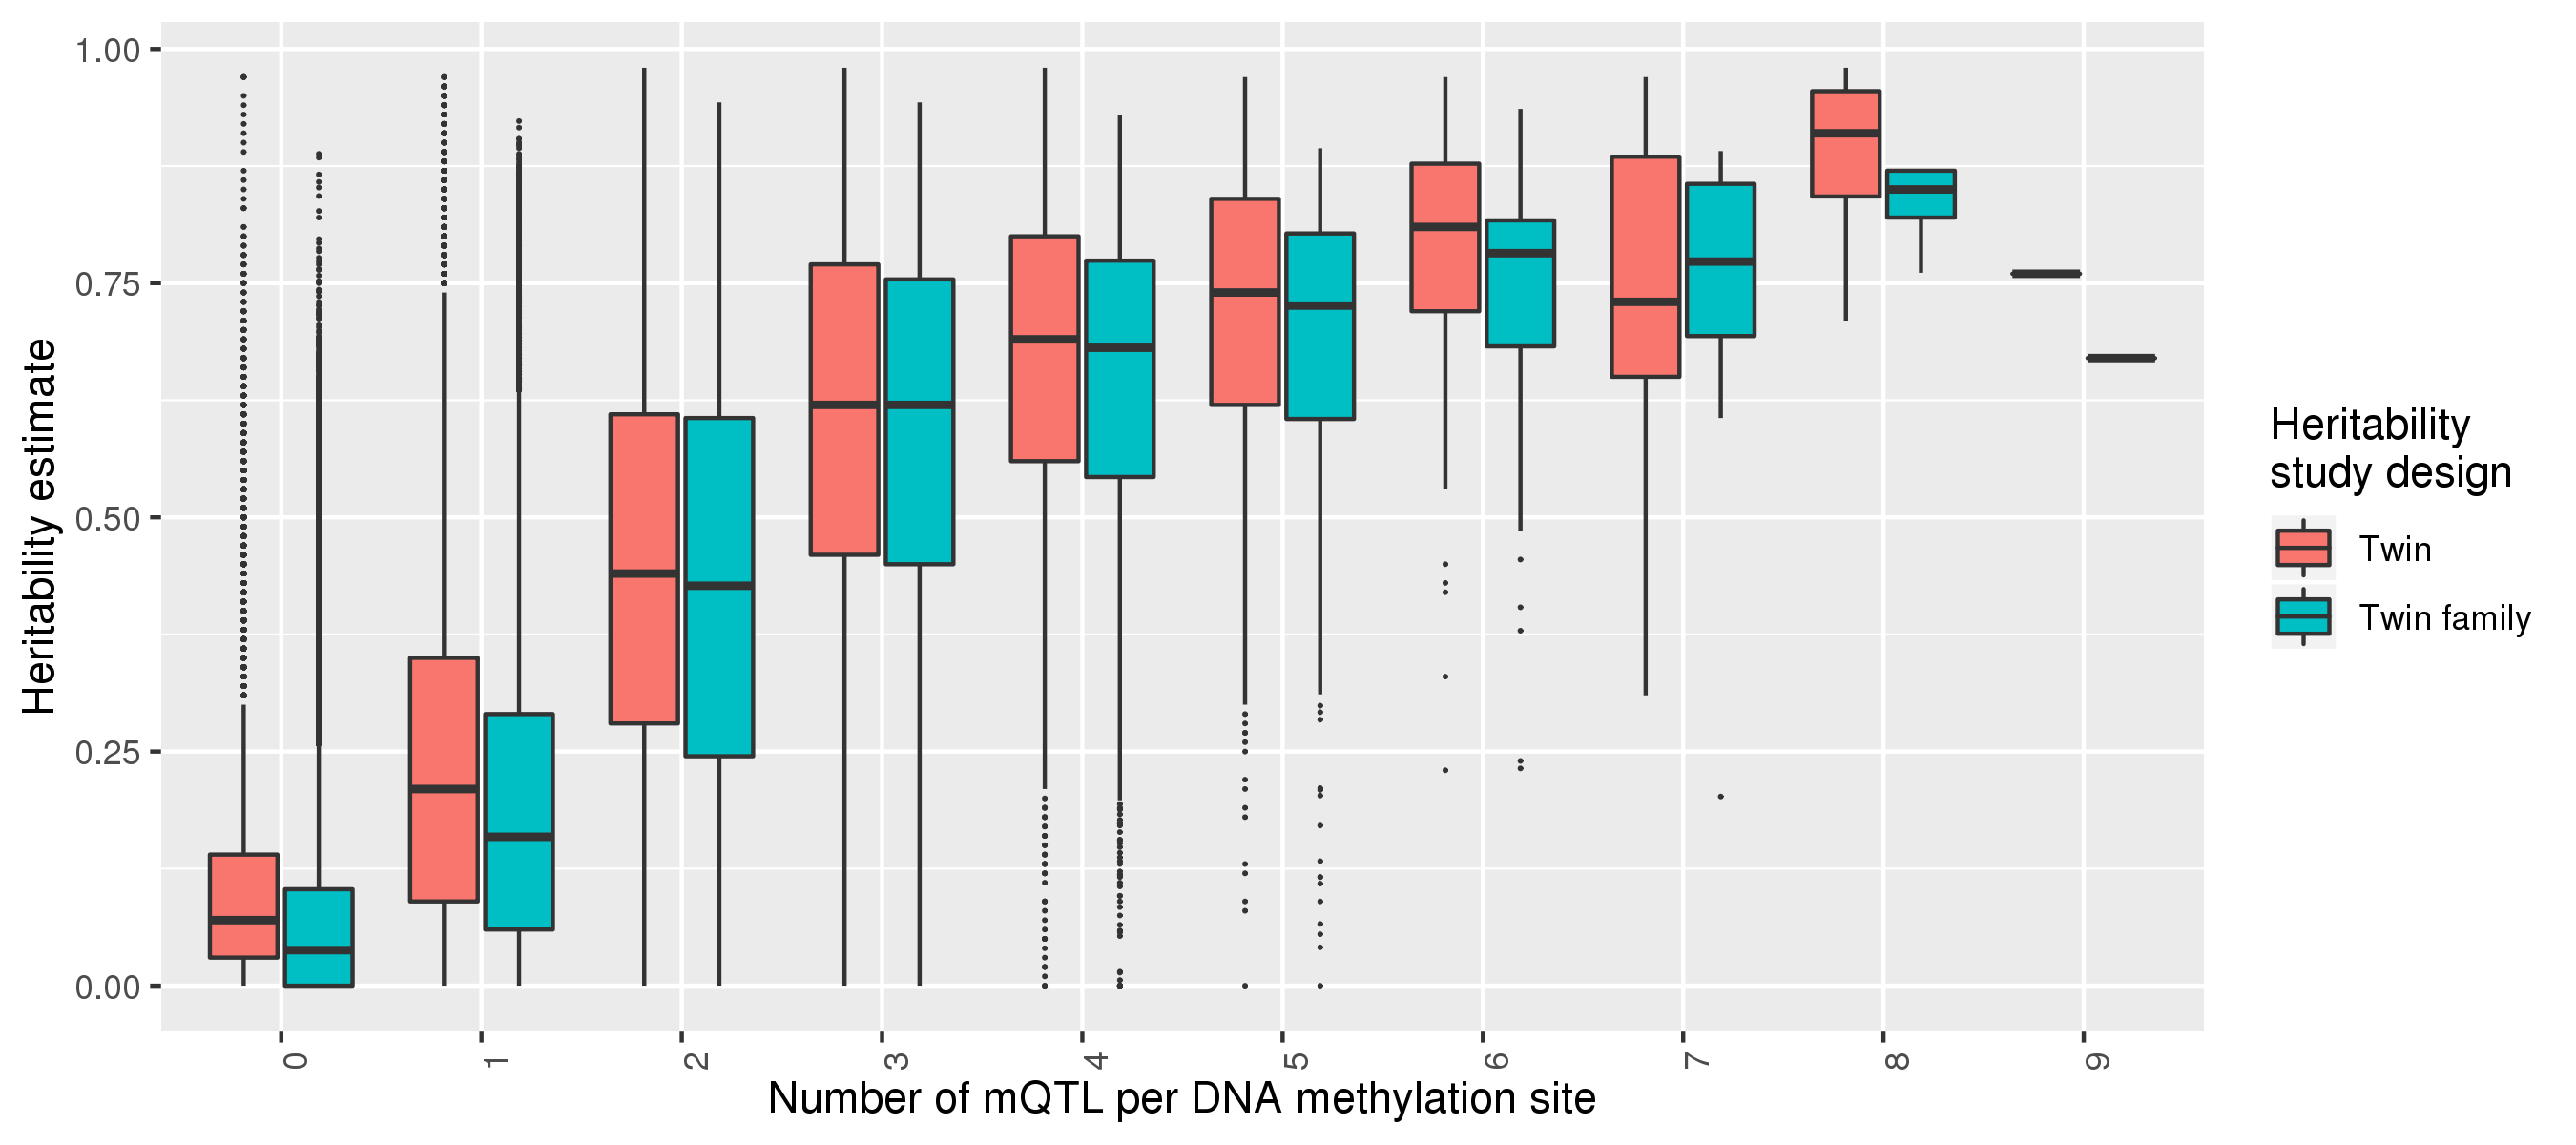 1.00
0.75
0.50
0.25
0.00
Heritability estimate
0 1 2 3 4 5 6 7 8 9
Number of mQTL per DNA methylation site
Heritability
study design
Twin
Twin family